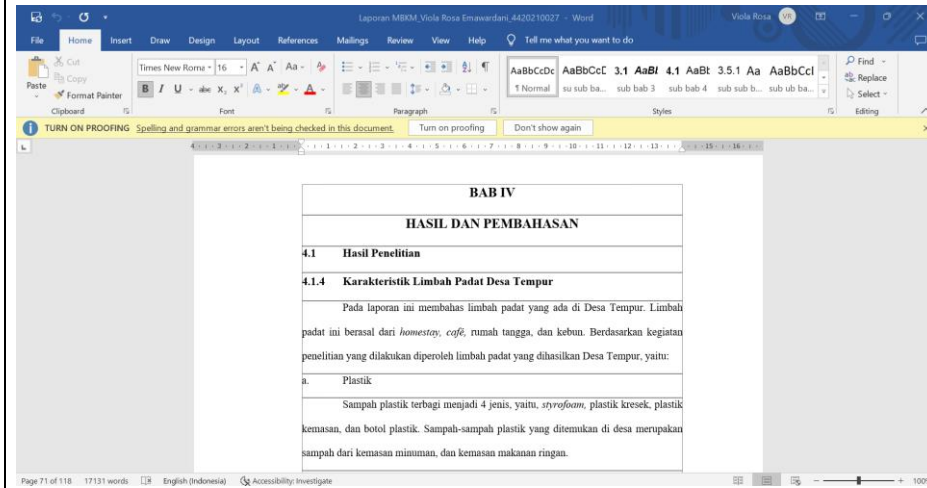 Laporan MBKM_Viola Rosa Emawardani_4420210027 - Word
Viola Rosa VR
File Home Insert Draw Design Layout References Mailings Review View Help Tell me what you want to do
Paste
Cut
Copy
Format Painter
Clipboard
Times New Roma 16
Font
Paragraph
AaBbCcDc AaBbCcD 3.1 AaBb 4.1 AaBb 3.5.1 Aa AaBbCcl
¶ Normal su sub ba... sub bab 3 sub bab 4 sub sub b... sub ub ba...
Styles
Find
Replace
Select
Editing
TURN ON PROOFING Spelling and grammar errors aren't being checked in this document. Turn on proofing Don't show again
BAB IV
HASIL DAN PEMBAHASAN
4.1 Hasil Penelitian
4.1.4 Karakteristik Limbah Padat Desa Tempur
Pada laporan ini membahas limbah padat yang ada di Desa Tempur. Limbah
padat ini berasal dari homestay, café, rumah tangga, dan kebun. Berdasarkan kegiatan
penelitian yang dilakukan diperoleh limbah padat yang dihasilkan Desa Tempur, yaitu:
a. Plastik
Sampah plastik terbagi menjadi 4 jenis, yaitu, styrofoam, plastik kresek, plastik
kemasan, dan botol plastik. Sampah-sampah plastik yang ditemukan di desa merupakan
sampah dari kemasan minuman, dan kemasan makanan ringan.
Page 71 of 118 17131 words English (Indonesia) Accessibility: Investigate 100%